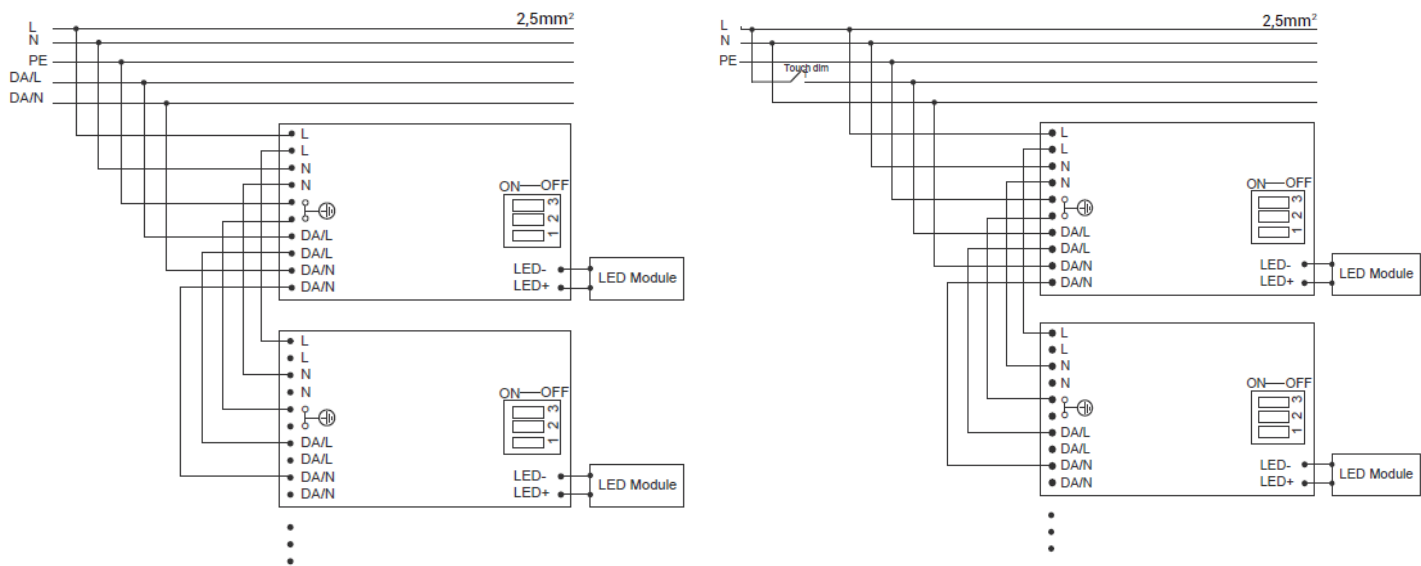 2,5mm²
L
N
PE
DA/L
DA/N
L
L
N
N
DA/L
DA/L
DA/N
DA/N
ON OFF
3
2
1
LED-
LED+
LED Module
L
L
N
N
DA/L
DA/L
DA/N
DA/N
ON OFF
3
2
1
LED-
LED+
LED Module
2,5mm²
L
N
PE
Touch dim
L
L
N
N
DA/L
DA/L
DA/N
DA/N
ON OFF
3
2
1
LED-
LED+
LED Module
L
L
N
N
DA/L
DA/L
DA/N
DA/N
ON OFF
3
2
1
LED-
LED+
LED Module